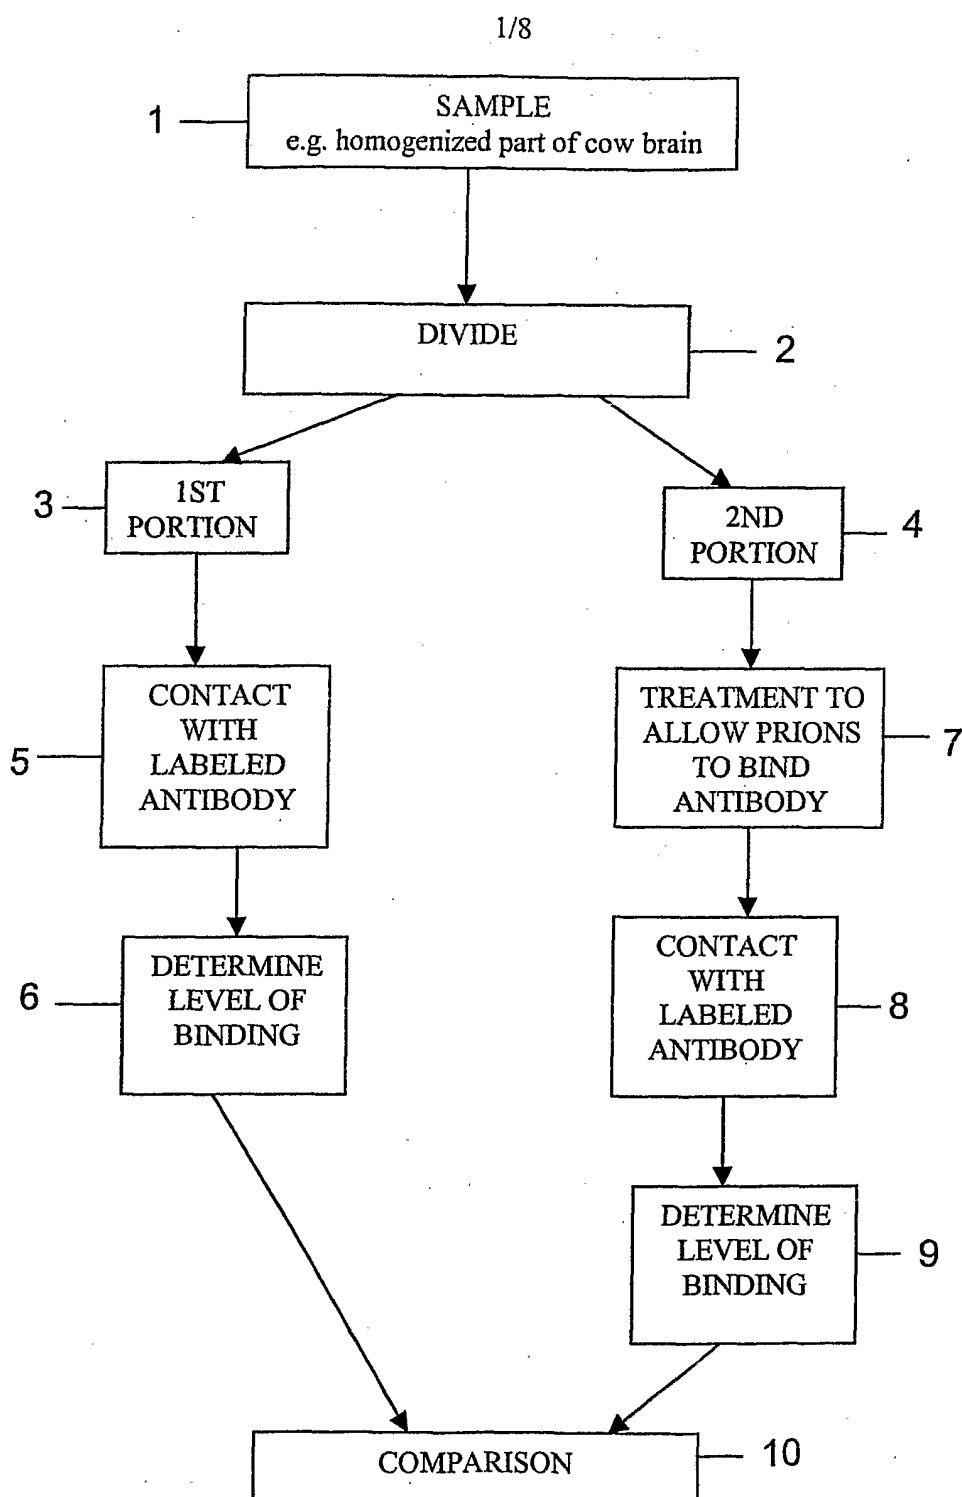 1/8
1
SAMPLE
e.g. homogenized part of cow brain
DIVIDE
2
3
1ST
PORTION
2ND
PORTION
4
5
CONTACT
WITH
LABELED
ANTIBODY
TREATMENT TO
ALLOW PRIONS
TO BIND
ANTIBODY
7
6
DETERMINE
LEVEL OF
BINDING
CONTACT
WITH
LABELED
ANTIBODY
8
DETERMINE
LEVEL OF
BINDING
9
COMPARISON
10